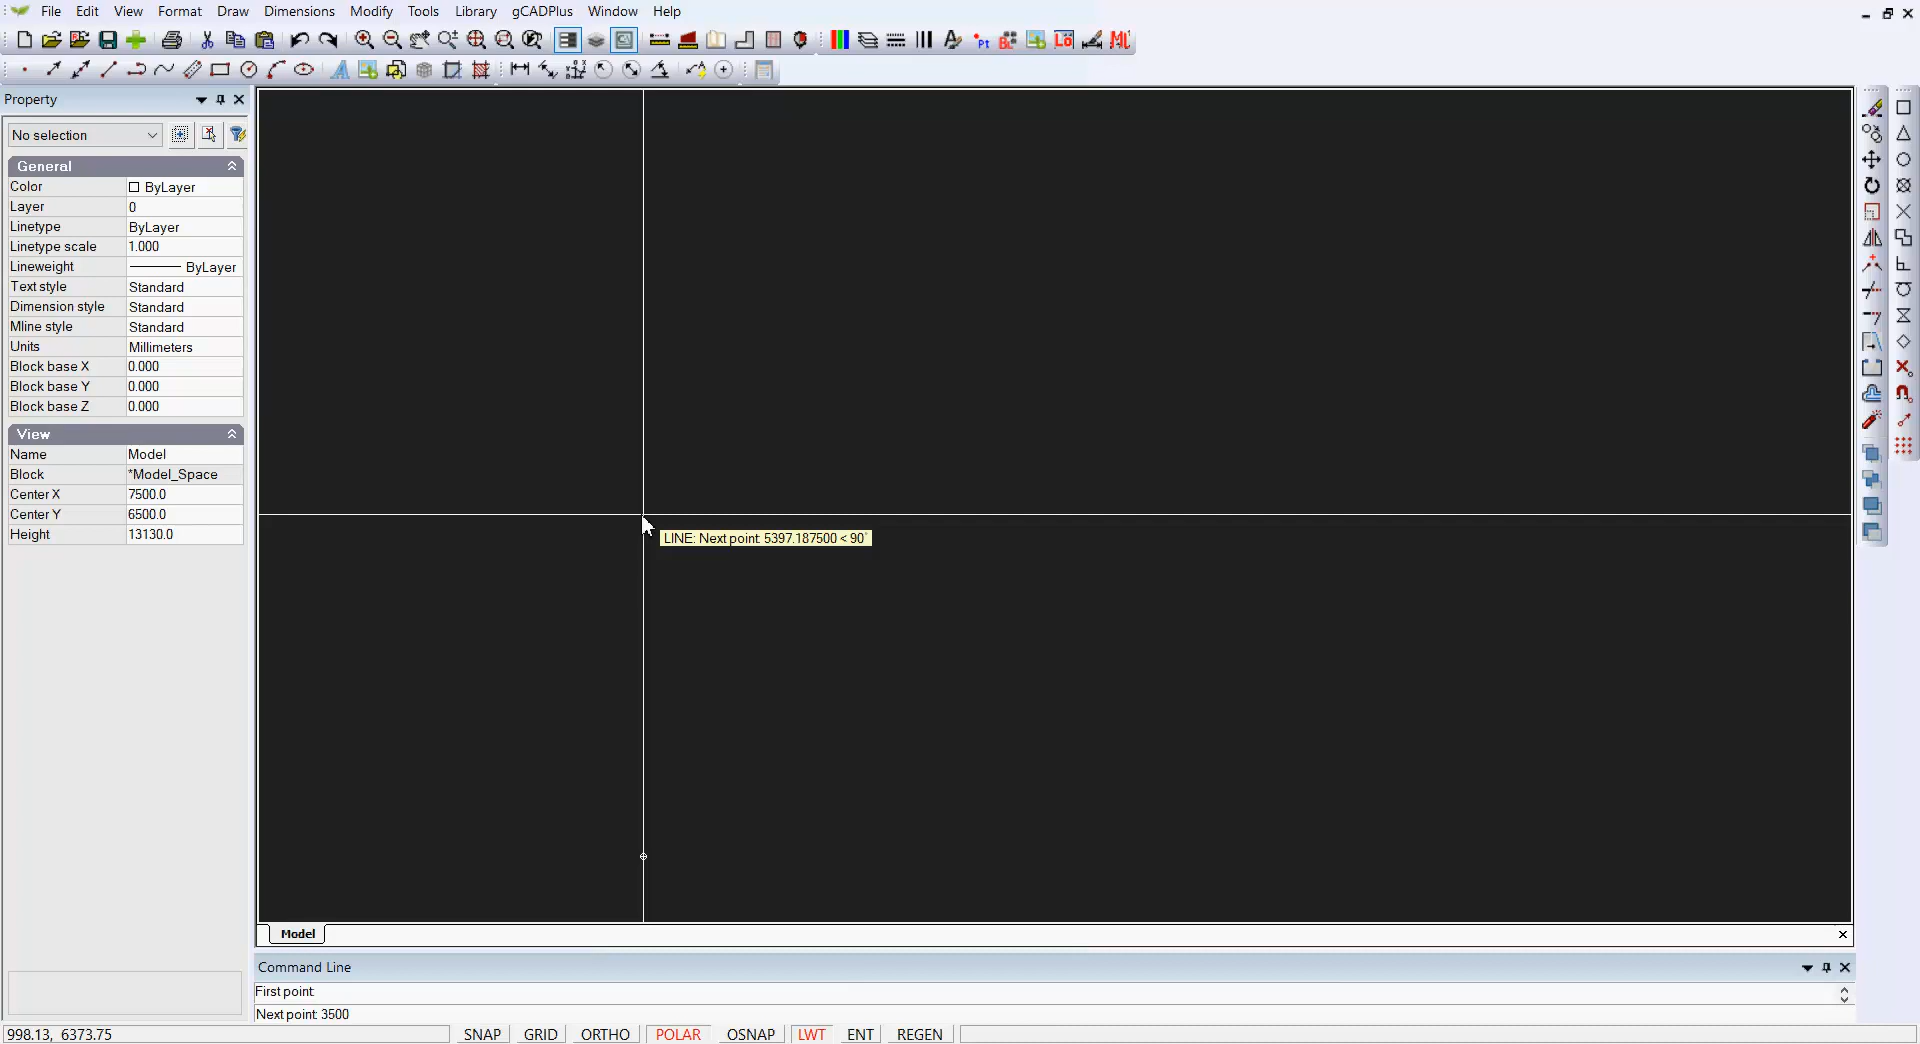 File Edit View Format Draw Dimensions Modify Tools Library gCADPlus Window Help
Pt LO ML
Property
No selection
General
Color ByLayer
Layer 0
Linetype ByLayer
Linetype scale 1.000
Lineweight ByLayer
Text style Standard
Dimension style Standard
Mline style Standard
Units Millimeters
Block base X 0.000
Block base Y 0.000
Block base Z 0.000
View
Name Model
Block *Model_Space
Center X 7500.0
Center Y 6500.0
Height 13130.0
LINE: Next point 5397.187500 < 90°
Model
Command Line
First point
Next point 3500
998.13, 6373.75 SNAP GRID ORTHO POLAR OSNAP LWT ENT REGEN